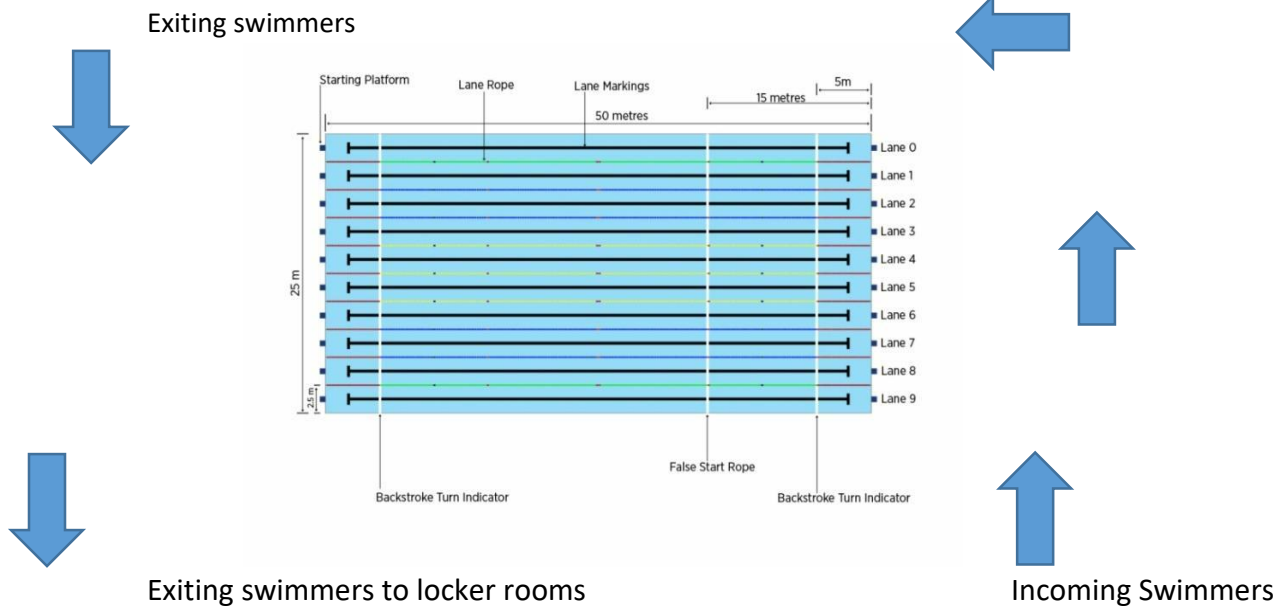 Exiting swimmers
Starting Platform
Lane Rope
Lane Markings
5m
15 metres
50 metres
Lane 0
Lane 1
Lane 2
Lane 3
Lane 4
Lane 5
Lane 6
Lane 7
Lane 8
Lane 9
25 m
2.5 m
False Start Rope
Backstroke Turn Indicator
Backstroke Turn Indicator
Exiting swimmers to locker rooms
Incoming Swimmers